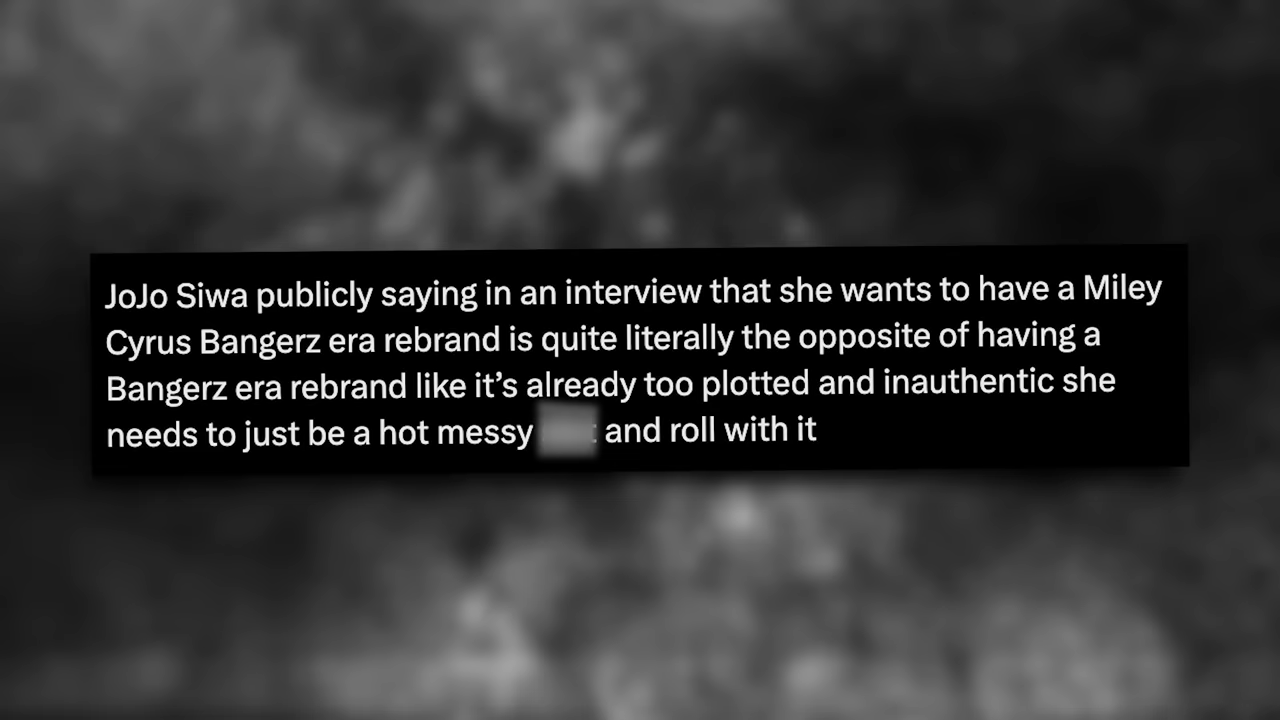 JoJo Siwa publicly saying in an interview that she wants to have a Miley
Cyrus Bangerz era rebrand is quite literally the opposite of having a
Bangerz era rebrand like it’s already too plotted and inauthentic she
needs to just be a hot messy and roll with it